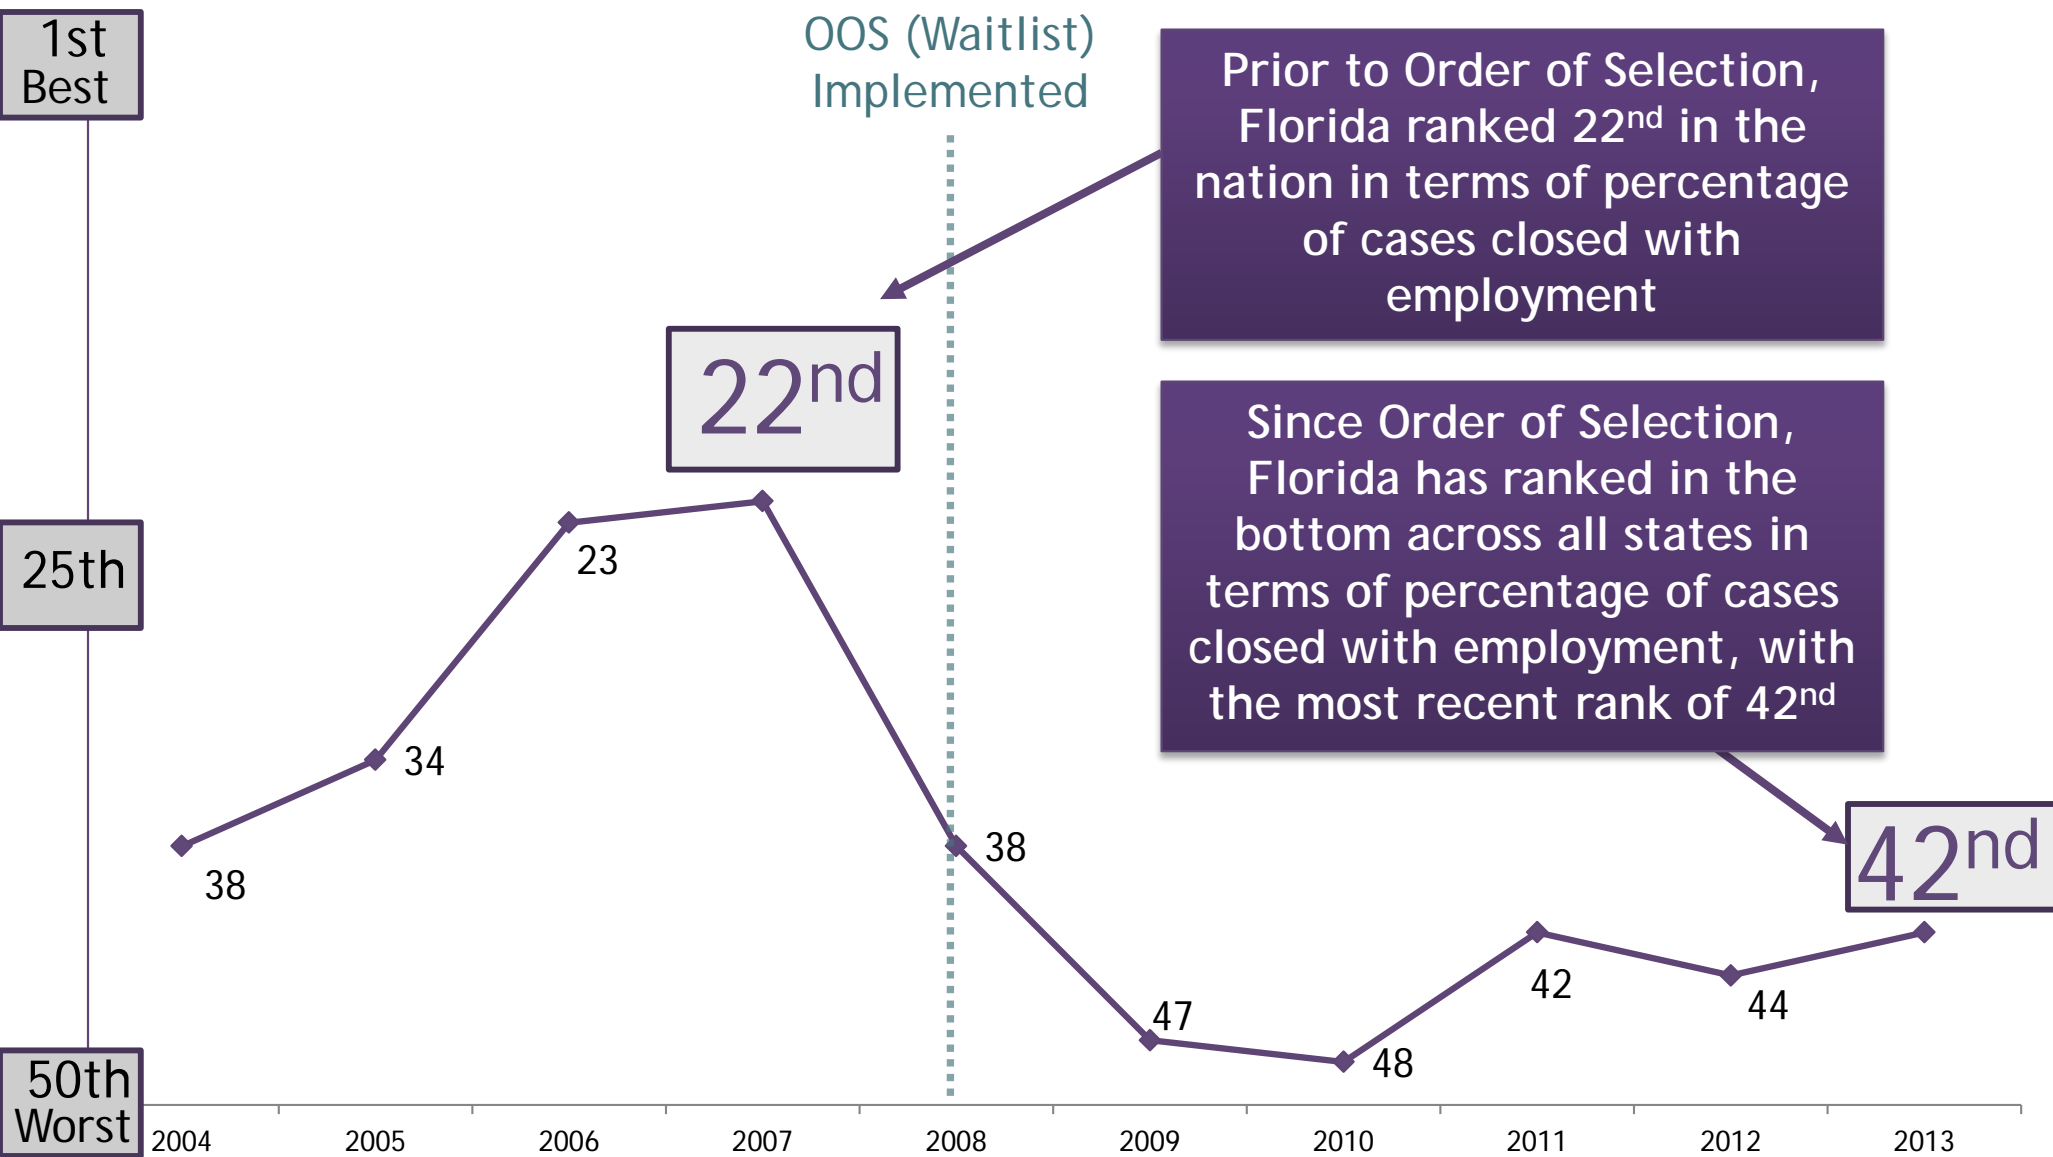 1st
Best
OOS (Waitlist)
Implemented
Prior to Order of Selection,
Florida ranked 22nd in the
nation in terms of percentage
of cases closed with
employment
22nd
Since Order of Selection,
Florida has ranked in the
bottom across all states in
terms of percentage of cases
closed with employment, with
the most recent rank of 42nd
25th
23
34
38
38
42nd
47
48
42
44
50th
Worst
2004 2005 2006 2007 2008 2009 2010 2011 2012 2013